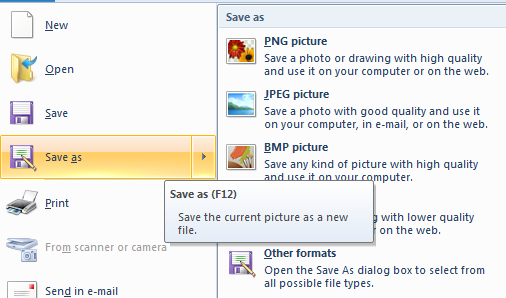 New
Open
Save
Save as
Print
From scanner or camera
Send in e-mail
Save as
PNG picture
Save a photo or drawing with high quality
and use it on your computer or on the web.
JPEG picture
Save a photo with good quality and use it
on your computer, in e-mail, or on the web.
BMP picture
Save any kind of picture with high quality
and use it on your computer.
Save as (F12)
Save the current picture as a new
file.
ng with lower quality
r on the web.
Other formats
Open the Save As dialog box to select from
all possible file types.